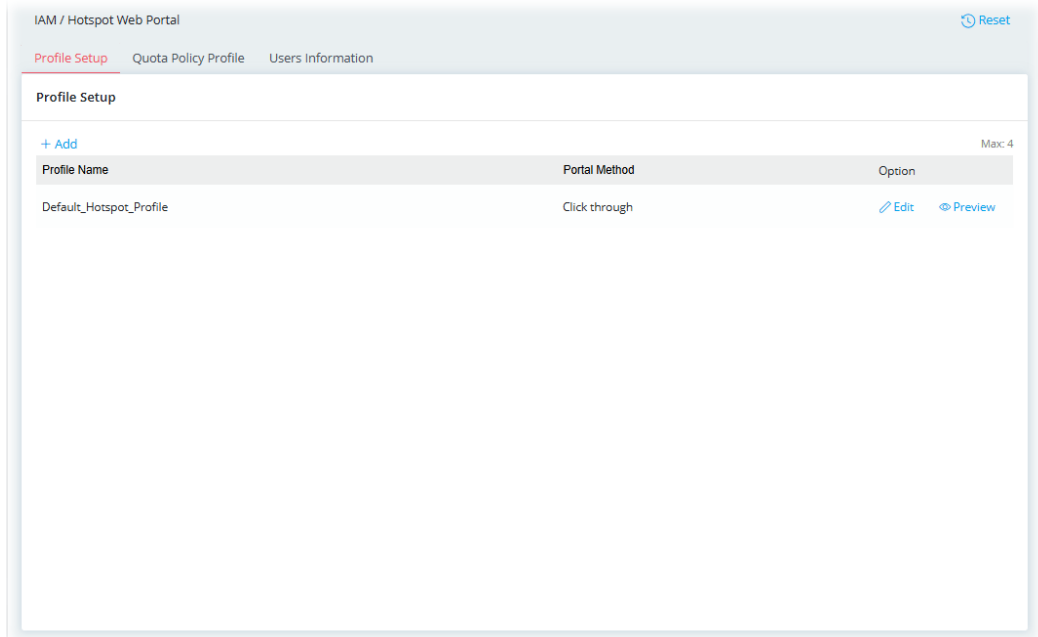 IAM / Hotspot Web Portal Reset
Profile Setup Quota Policy Profile Users Information
Profile Setup
+ Add Max: 4
Profile Name Portal Method Option
Default_Hotspot_Profile Click through Edit Preview